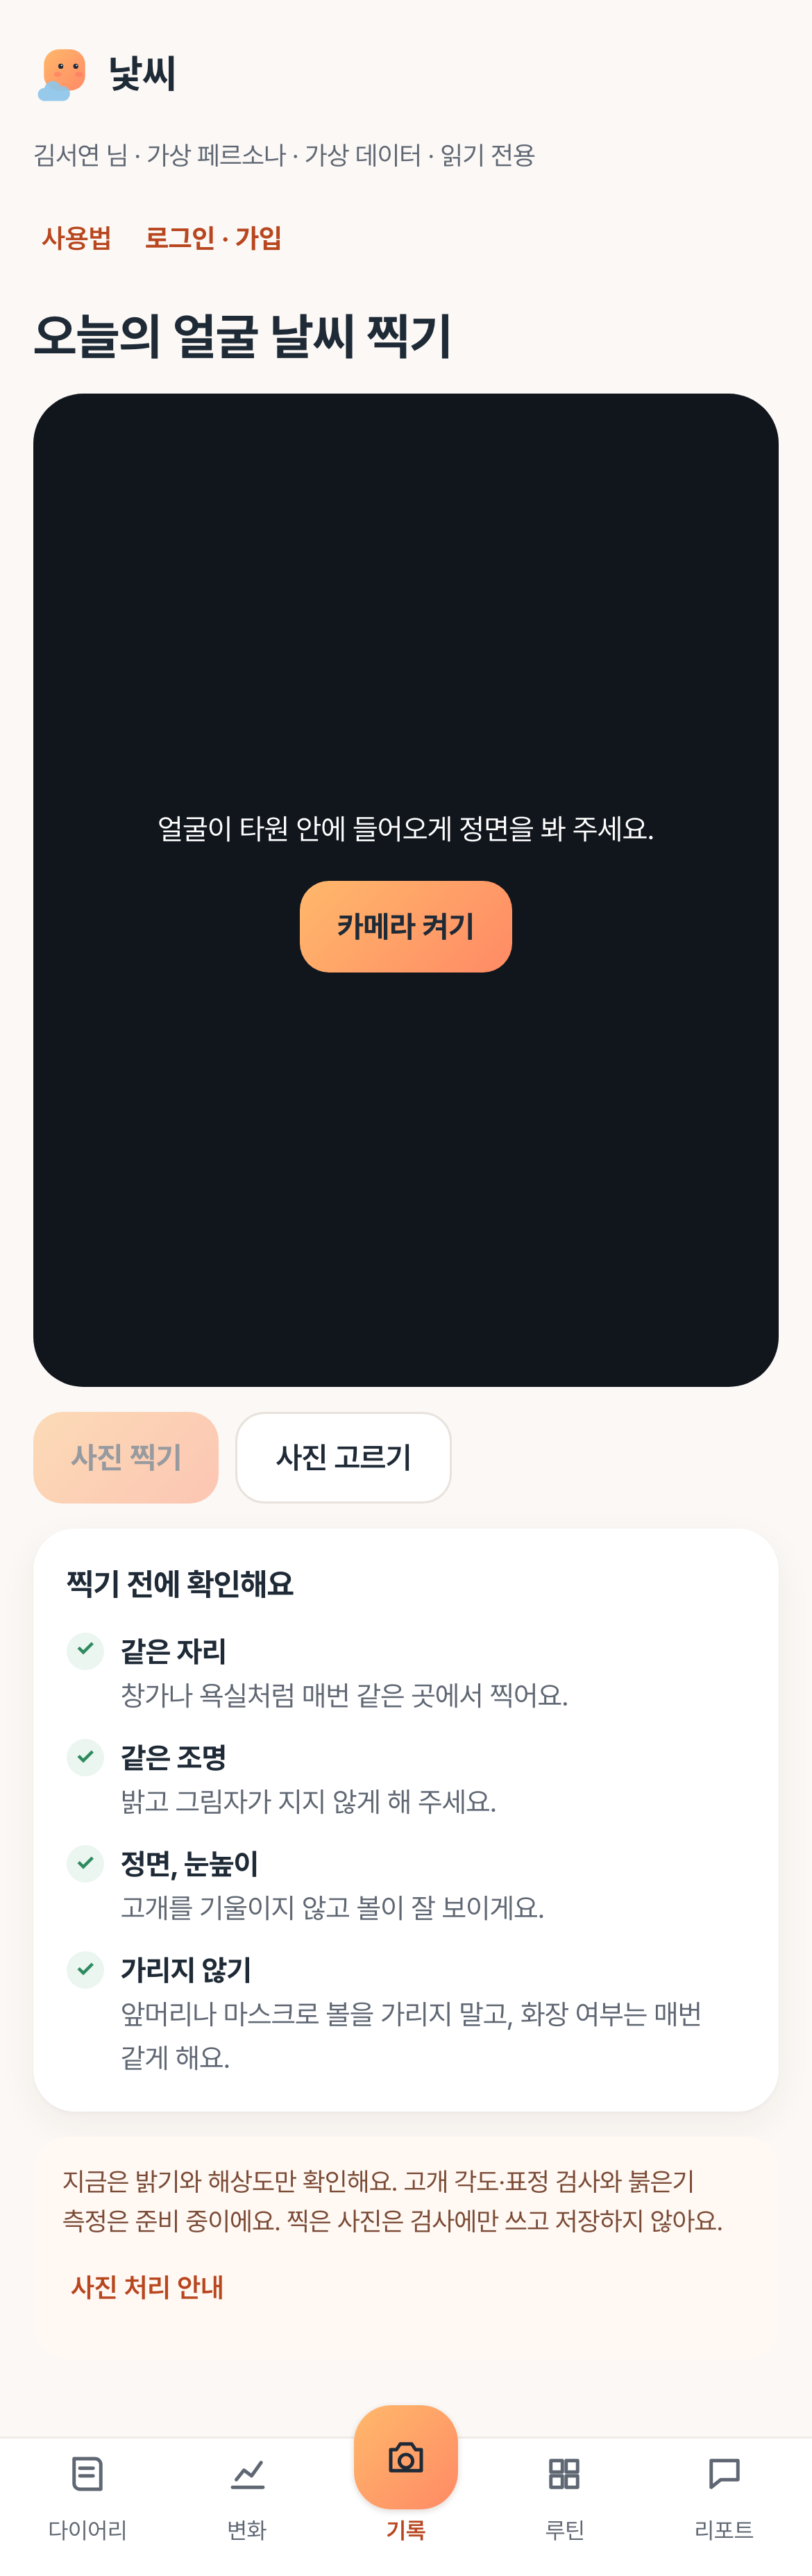 낯씨
김서연 님 · 가상 페르소나 · 가상 데이터 · 읽기 전용
사용법 로그인 · 가입
오늘의 얼굴 날씨 찍기
얼굴이 타원 안에 들어오게 정면을 봐 주세요.
카메라 켜기
사진 찍기 사진 고르기
찍기 전에 확인해요
같은 자리
창가나 욕실처럼 매번 같은 곳에서 찍어요.
같은 조명
밝고 그림자가 지지 않게 해 주세요.
정면, 눈높이
고개를 기울이지 않고 볼이 잘 보이게요.
가리지 않기
앞머리나 마스크로 볼을 가리지 말고, 화장 여부는 매번
같게 해요.
지금은 밝기와 해상도만 확인해요. 고개 각도·표정 검사와 붉은기
측정은 준비 중이에요. 찍은 사진은 검사에만 쓰고 저장하지 않아요.
사진 처리 안내
다이어리 변화 기록 루틴 리포트